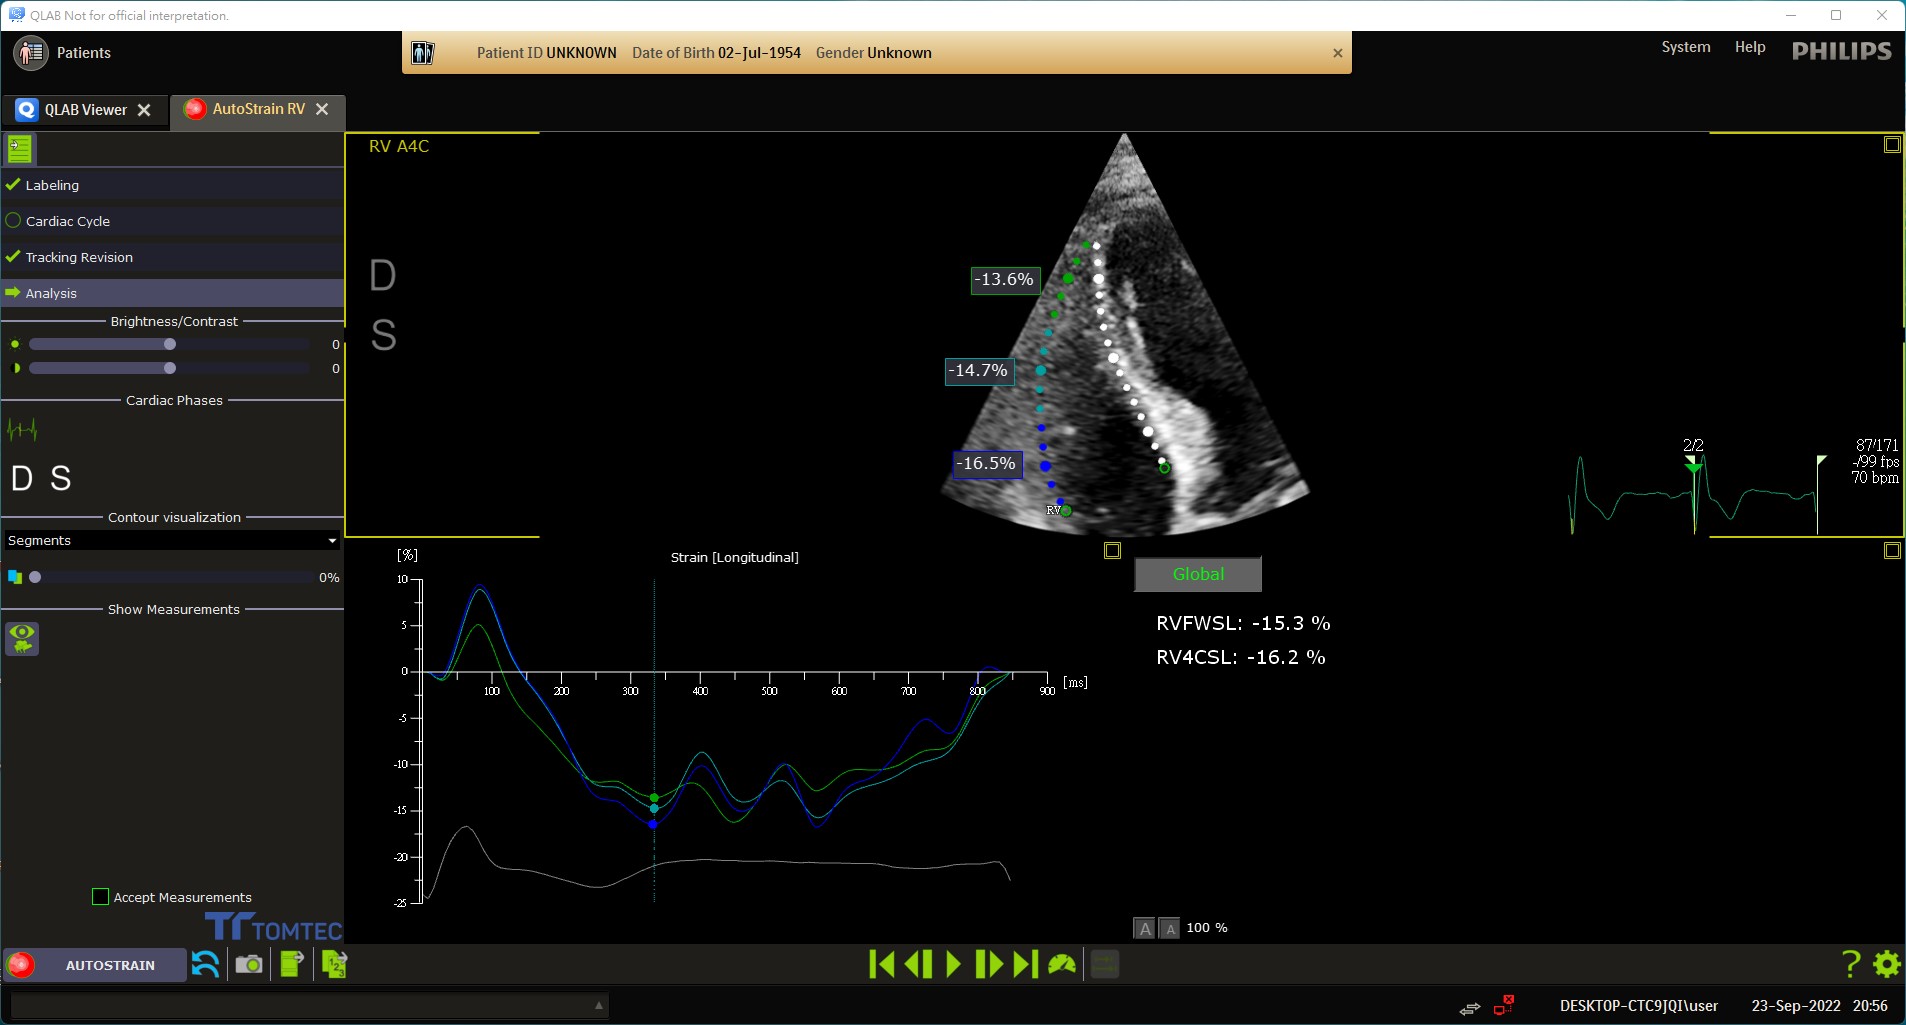 QLAB Not for official interpretation.
Patients
Patient ID UNKNOWN Date of Birth 02-Jul-1954 Gender Unknown
System Help PHILIPS
QLAB Viewer
AutoStrain RV
RV A4C
Labeling
Cardiac Cycle
Tracking Revision
Analysis
Brightness/Contrast
0
0
Cardiac Phases
D S
Contour visualization
Segments
0%
Show Measurements
Accept Measurements
TOMTEC
D
S
-13.6%
-14.7%
-16.5%
RV
2/2
87/171
-/99 fps
70 bpm
[%]
Strain [Longitudinal]
10
5
0
-5
-10
-15
-20
-25
100 200 300 400 500 600 700 800 900 [ms]
Global
RVFWSL: -15.3 %
RV4CSL: -16.2 %
A A 100 %
AUTOSTRAIN
1 2 3
?
DESKTOP-CTC9JQI\user 23-Sep-2022 20:56